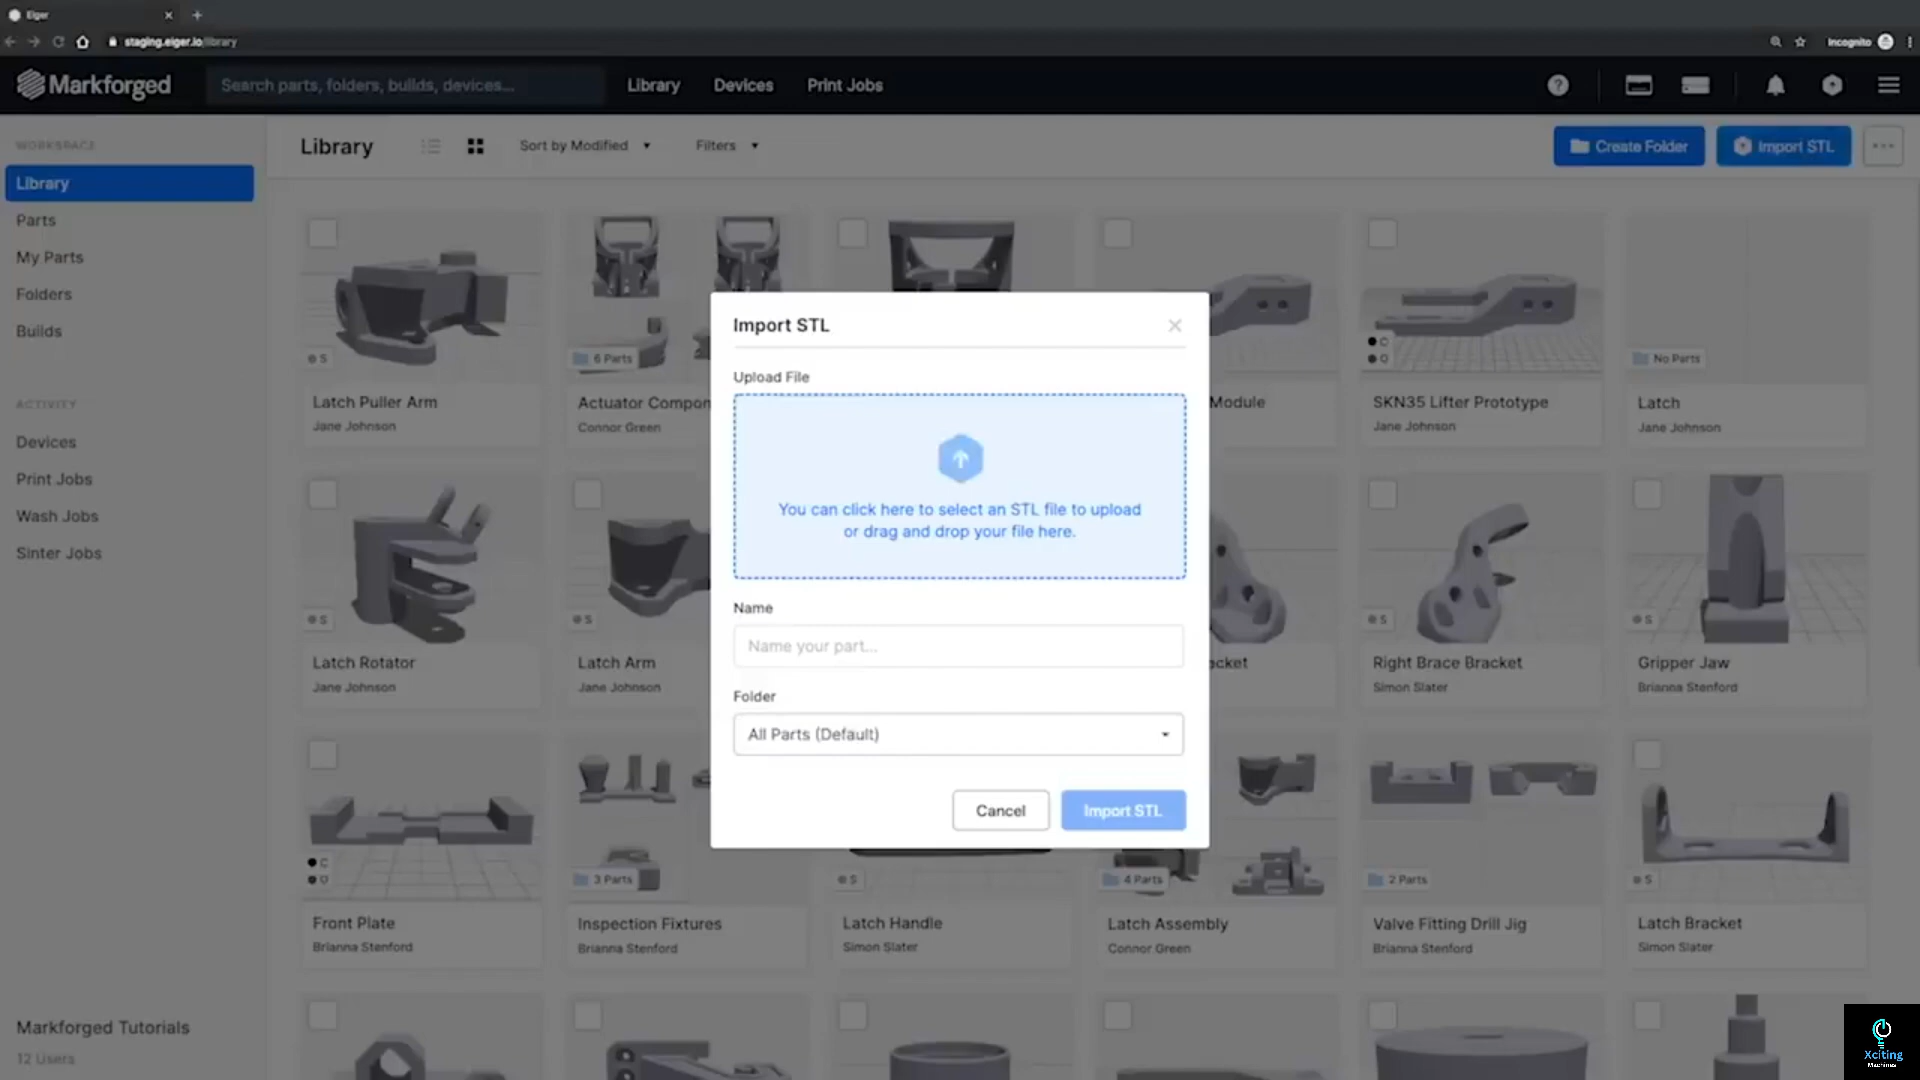 Eiger
staging.eiger.io/library
Incognito
Markforged
Search parts, folders, builds, devices...
Library
Devices
Print Jobs
WORKSPACE
Library
Parts
My Parts
Folders
Builds
ACTIVITY
Devices
Print Jobs
Wash Jobs
Sinter Jobs
Markforged Tutorials
12 Users
Library
Sort by Modified
Filters
Create Folder
Import STL
S
Latch Puller Arm
Jane Johnson
6 Parts
Actuator Compon
Connor Green
Module
C
O
SKN35 Lifter Prototype
Jane Johnson
No Parts
Latch
Jane Johnson
S
Latch Rotator
Jane Johnson
S
Latch Arm
Jane Johnson
S
Right Brace Bracket
Simon Slater
S
Gripper Jaw
Brianna Stenford
C
O
Front Plate
Brianna Stenford
3 Parts
Inspection Fixtures
Brianna Stenford
S
Latch Handle
Simon Slater
4 Parts
Latch Assembly
Connor Green
2 Parts
Valve Fitting Drill Jig
Brianna Stenford
S
Latch Bracket
Simon Slater
Import STL
Upload File
You can click here to select an STL file to upload
or drag and drop your file here.
Name
Name your part...
Folder
All Parts (Default)
Cancel
Import STL
Xciting
Machines